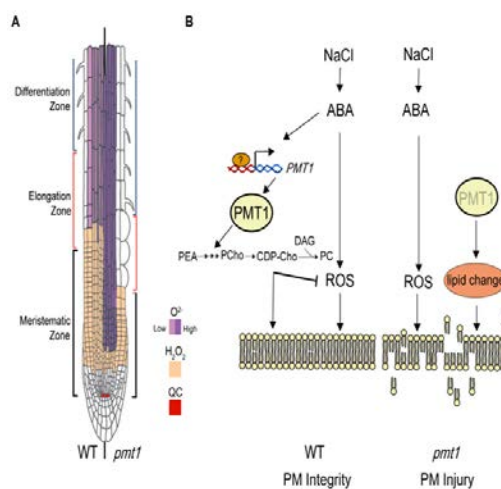 A
Differentiation
Zone
Elongation
Zone
Meristematic
Zone
O²⁻
Low High
H₂O₂
QC
WT pmt1
B
NaCl NaCl
ABA ABA
?
PMT1
PMT1 PMT1
DAG
PEA PCho CDP-Cho PC
ROS ROS lipid change
WT pmt1
PM Integrity PM Injury